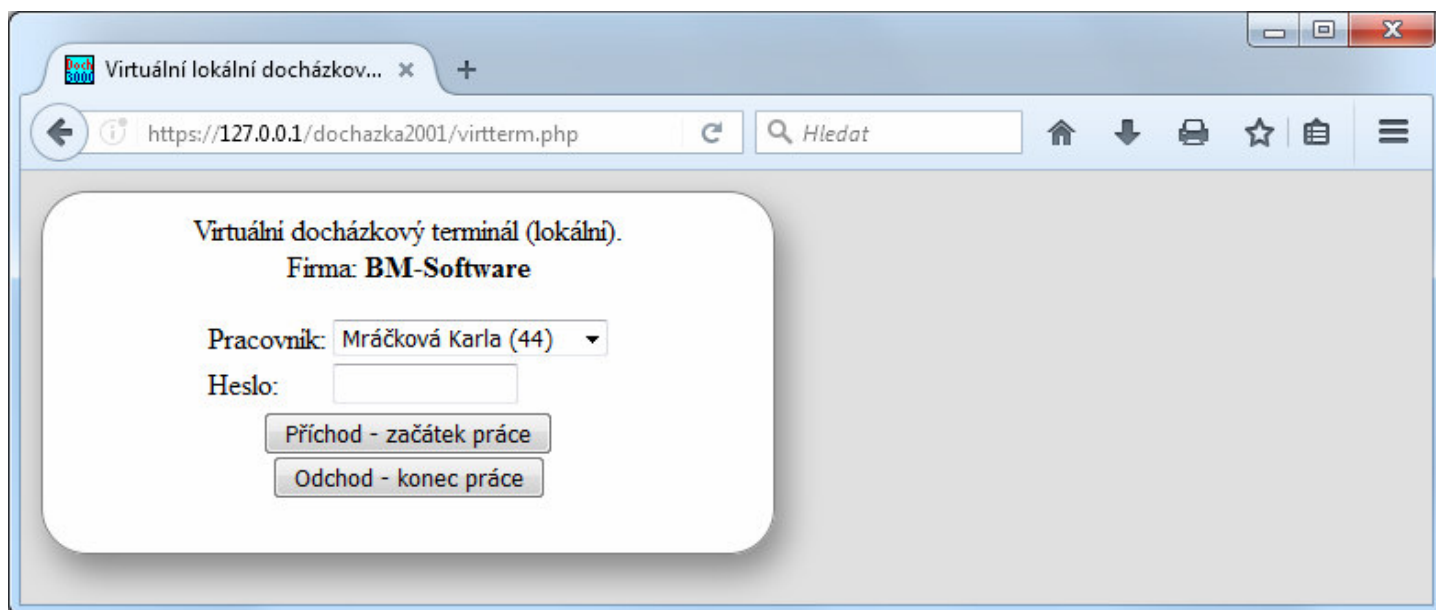 Virtuální lokální docházkov...
https://127.0.0.1/dochazka2001/virtterm.php
Hledat
Virtuální docházkový terminál (lokální).
Firma: BM-Software
Pracovník: Mráčková Karla (44)
Heslo:
Příchod - začátek práce
Odchod - konec práce